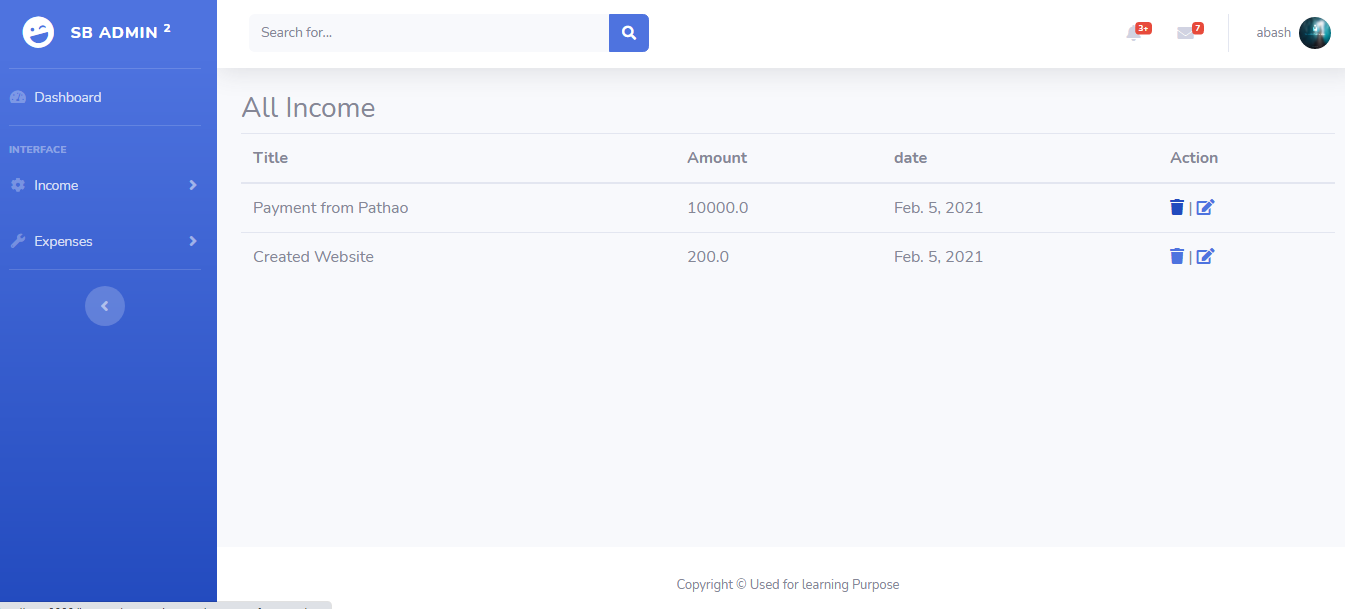 SB ADMIN 2
Search for...
3+
7
abash
Dashboard
INTERFACE
Income
Expenses
All Income
Title Amount date Action
Payment from Pathao 10000.0 Feb. 5, 2021 |
Created Website 200.0 Feb. 5, 2021 |
Copyright © Used for learning Purpose